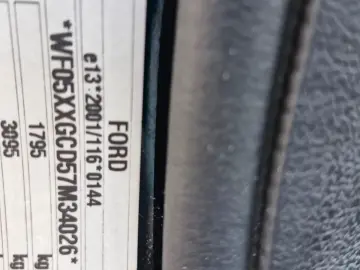 FORD
e13*2001/116*0144
*WF05XXGCD57M34026*
1795 kg
3095 kg